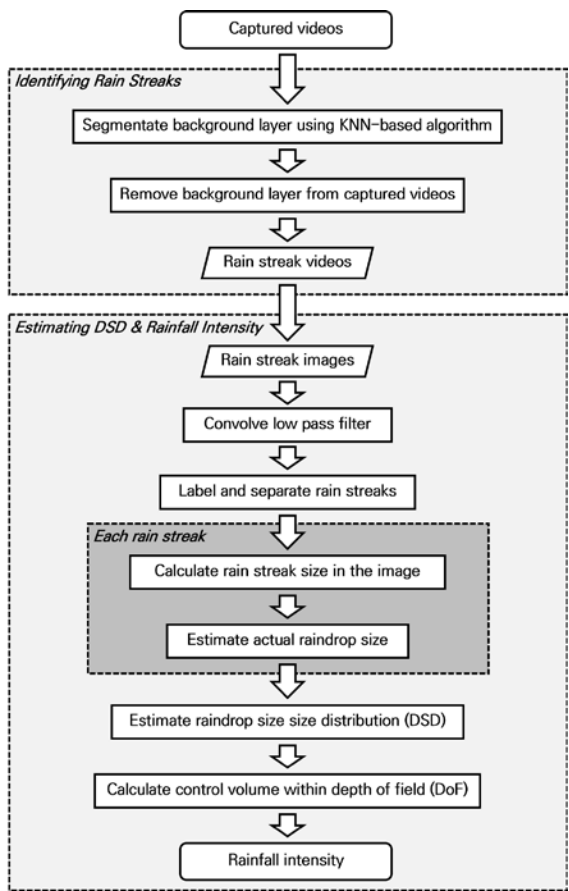 Captured videos
Identifying Rain Streaks
Segmentate background layer using KNN-based algorithm
Remove background layer from captured videos
Rain streak videos
Estimating DSD & Rainfall Intensity
Rain streak images
Convolve low pass filter
Label and separate rain streaks
Each rain streak
Calculate rain streak size in the image
Estimate actual raindrop size
Estimate raindrop size size distribution (DSD)
Calculate control volume within depth of field (DoF)
Rainfall intensity